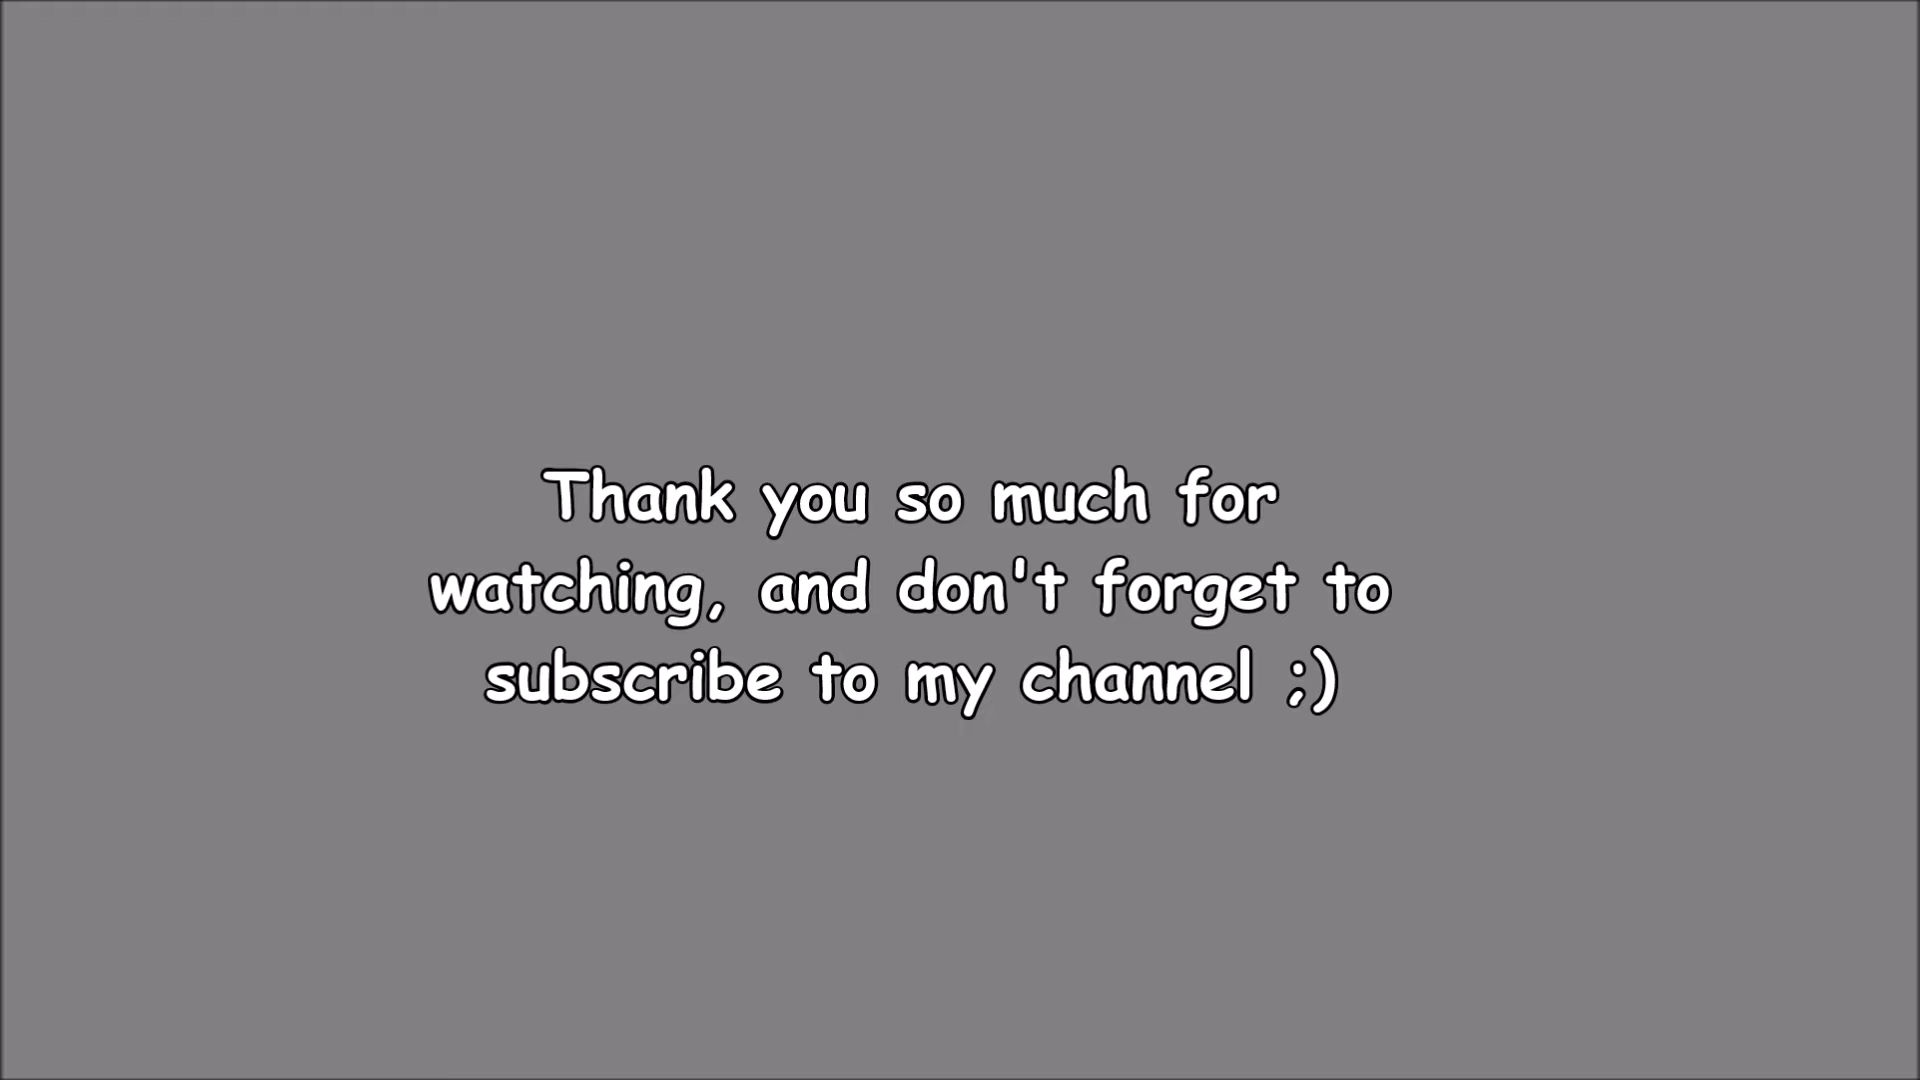 Thank you so much for
watching, and don't forget to
subscribe to my channel ;)